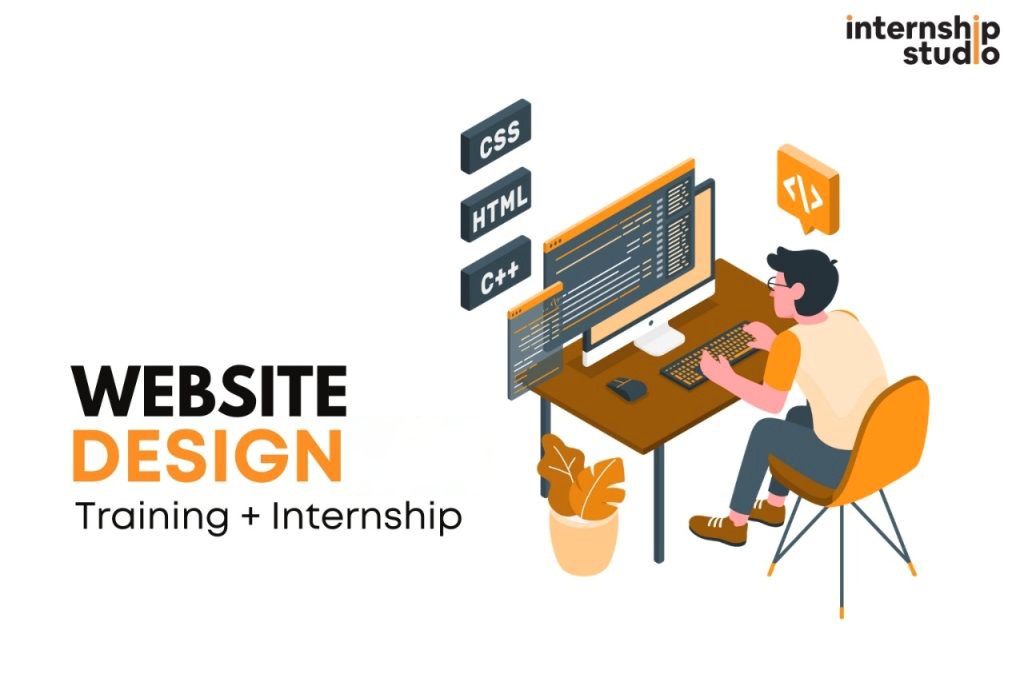 internship
studio
CSS
HTML
C++
<\>
WEBSITE
DESIGN
Training + Internship